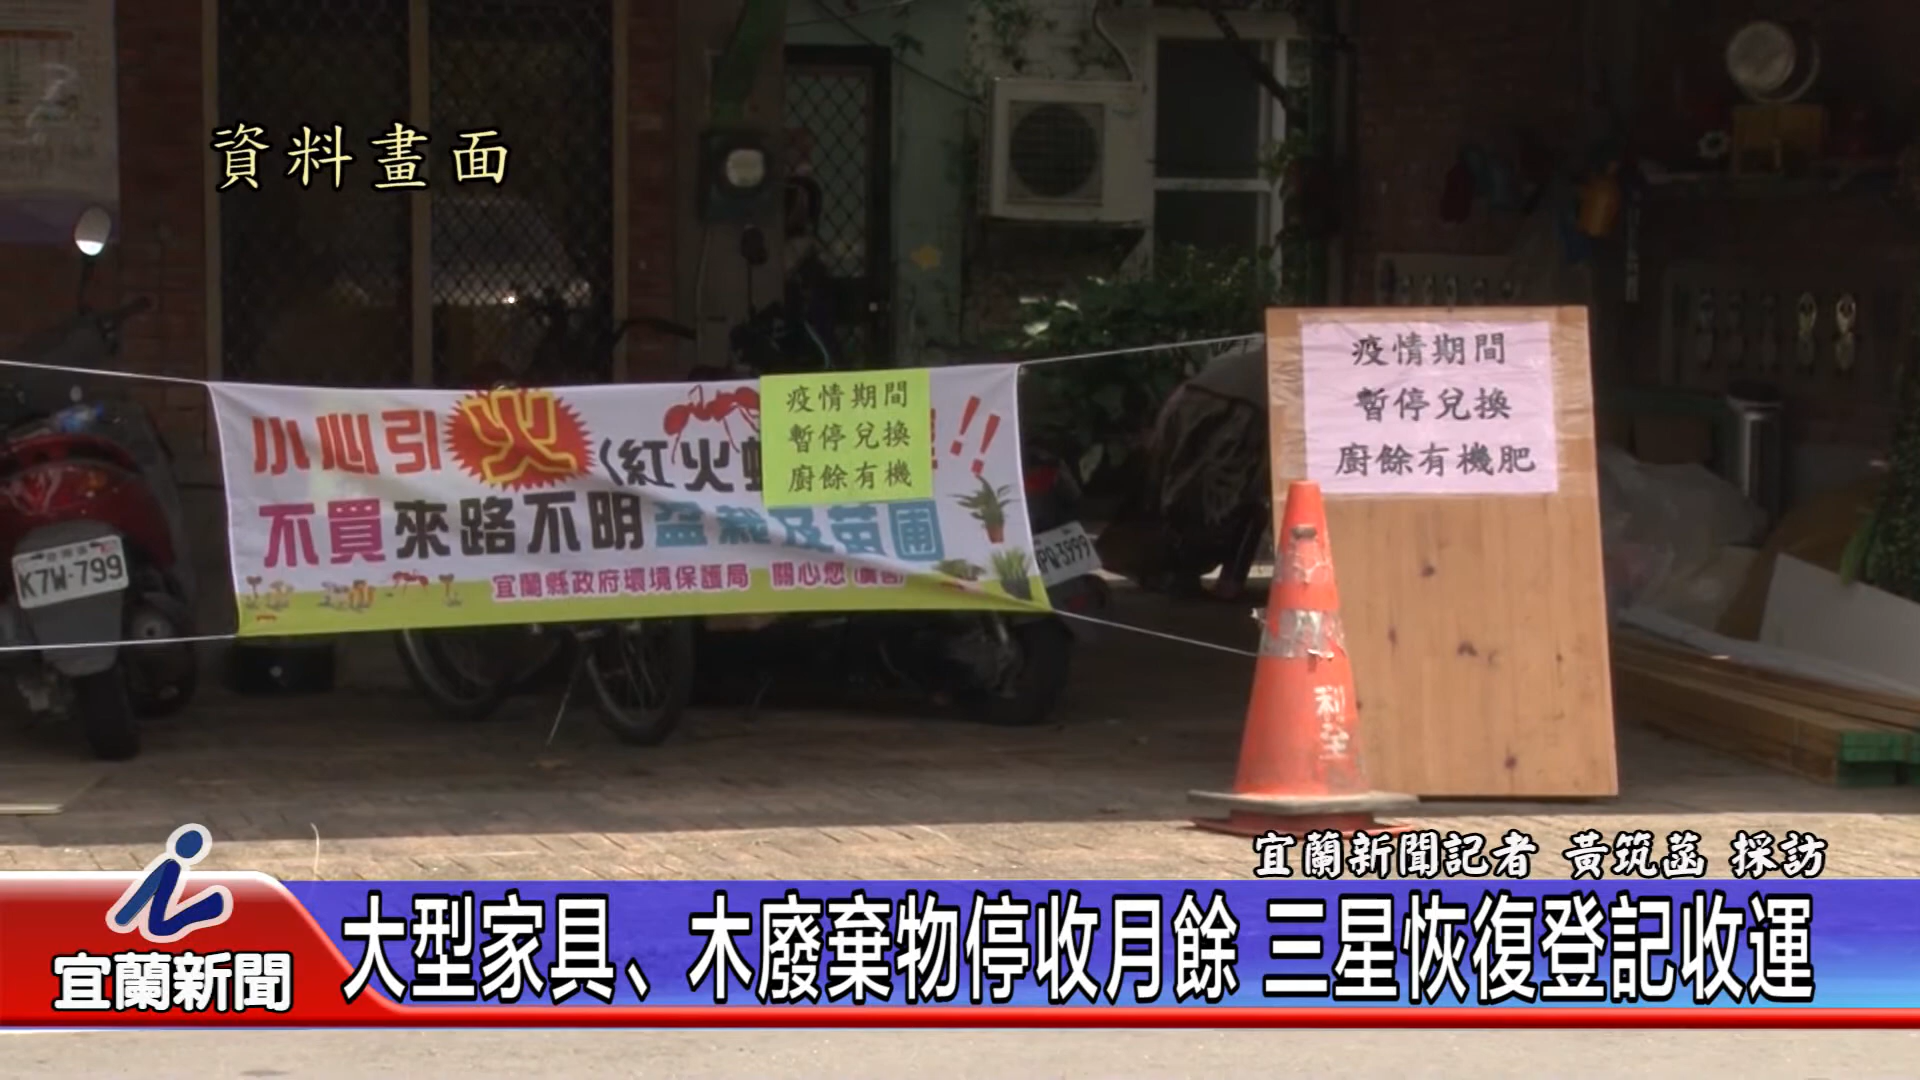 資料畫面
小心引火(紅火
!!
疫情期間
暫停兌換
廚餘有機
不買來路不明盆栽及苗圃
宜蘭縣政府環境保護局 關心您(廣告)
疫情期間
暫停兌換
廚餘有機肥
K7W-799
PQ-3999
利
宜蘭新聞記者 黃筑菡 採訪
宜蘭新聞
大型家具、木廢棄物停收月餘 三星恢復登記收運